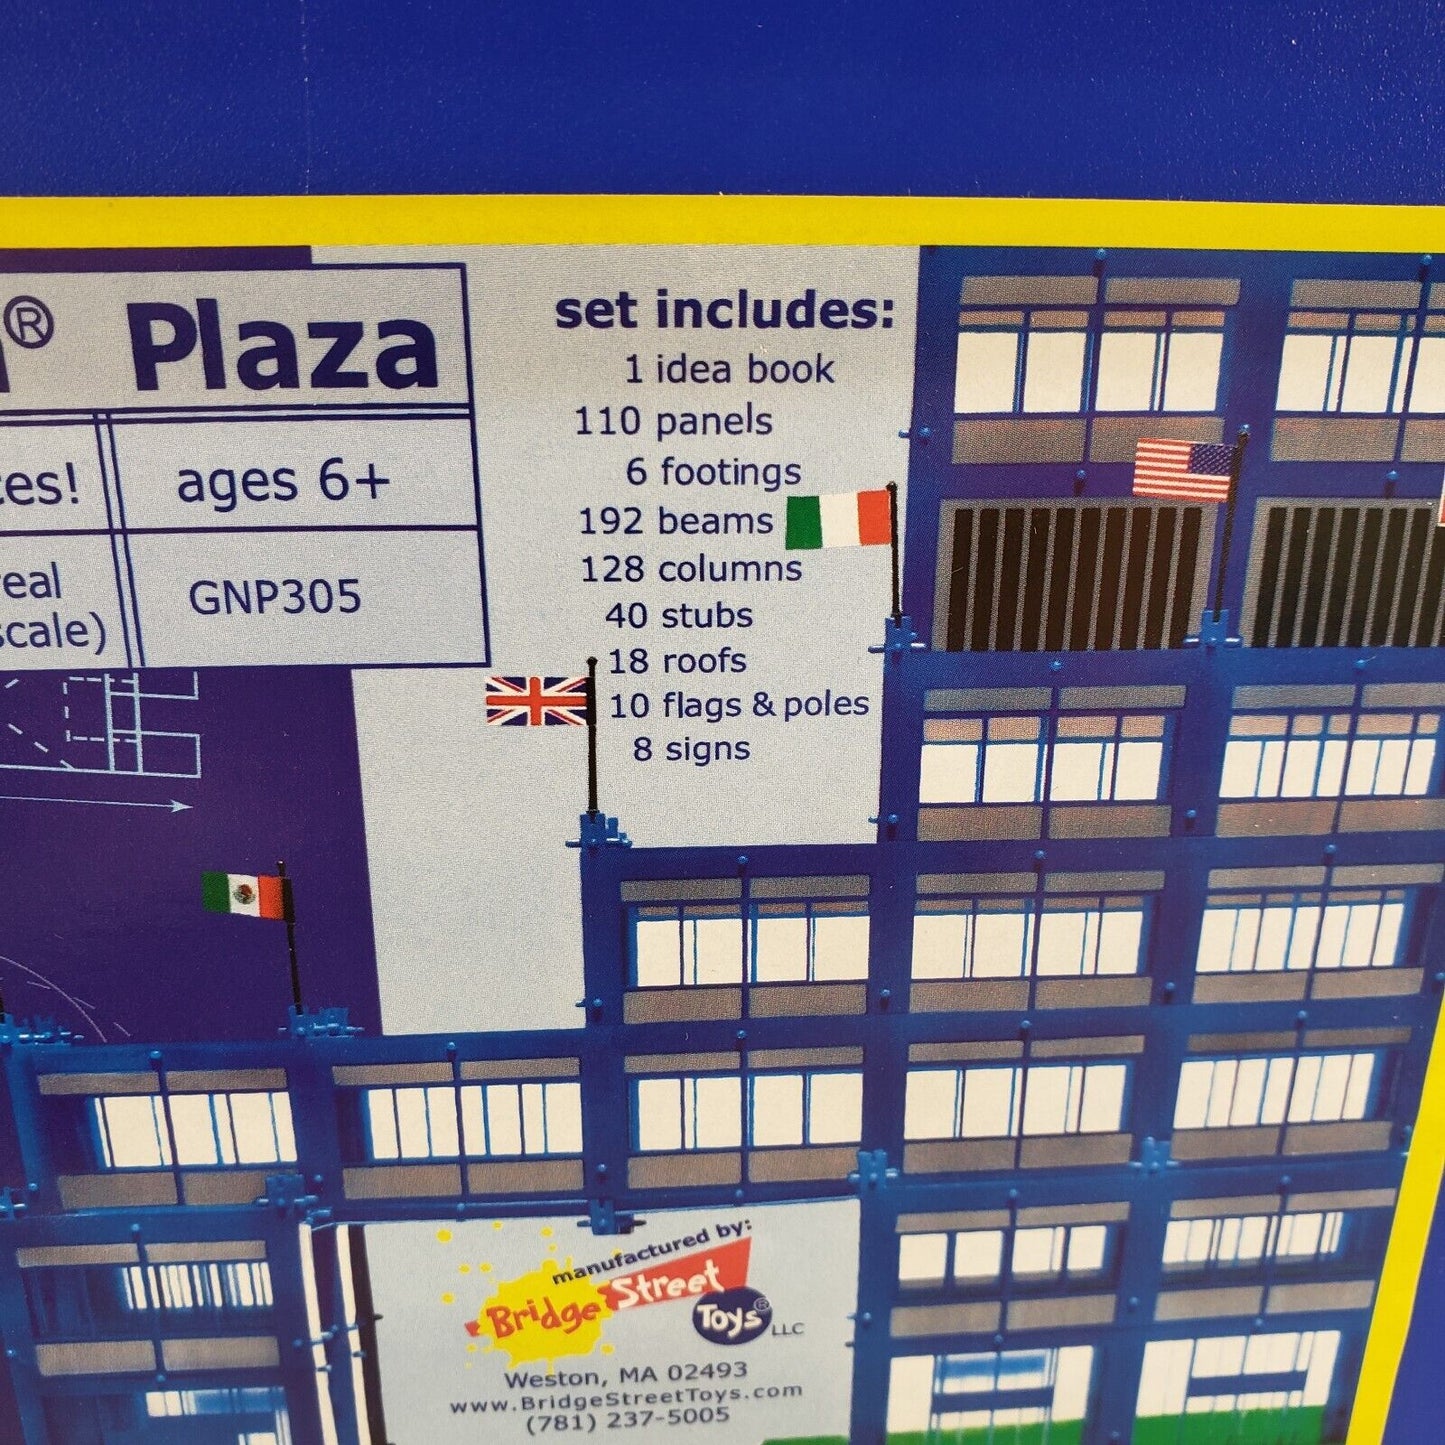 ® Plaza
ages 6+
GNP305
scale)
set includes:
1 idea book
110 panels
6 footings
192 beams
128 columns
40 stubs
18 roofs
10 flags & poles
8 signs
manufactured by:
Bridge Street
Toys®
LLC
Weston, MA 02493
www.BridgeStreetToys.com
(781) 237-5005